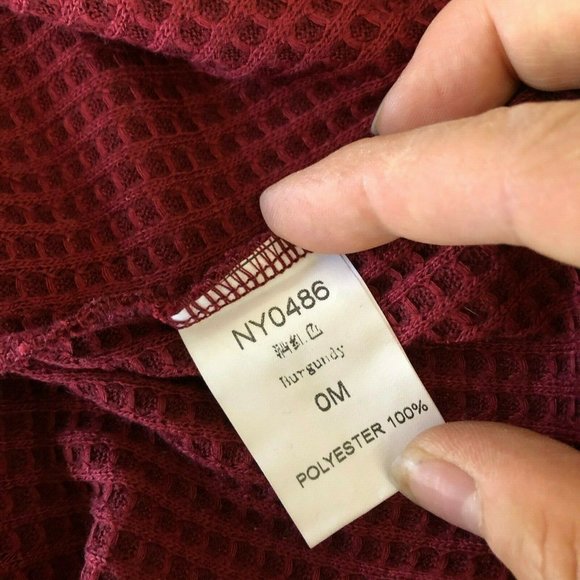 NY0486
Burgundy
0M
POLYESTER 100%